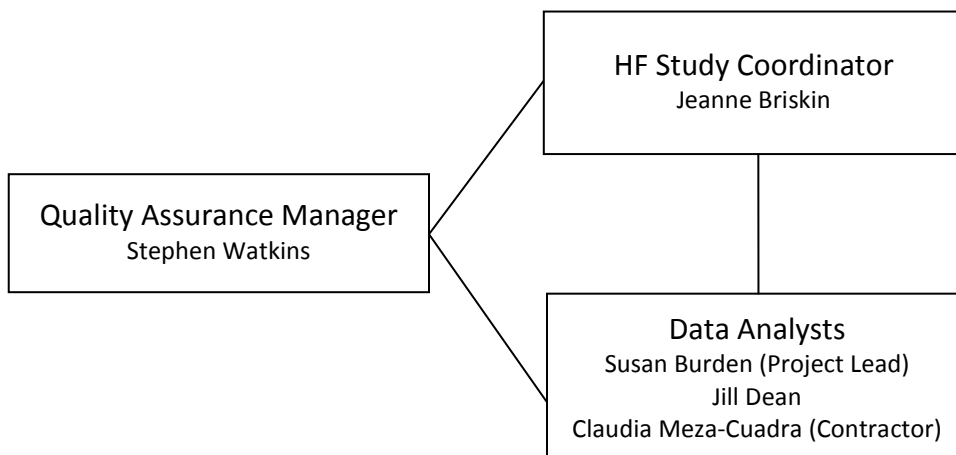 HF Study Coordinator
Jeanne Briskin
Quality Assurance Manager
Stephen Watkins
Data Analysts
Susan Burden (Project Lead)
Jill Dean
Claudia Meza-Cuadra (Contractor)